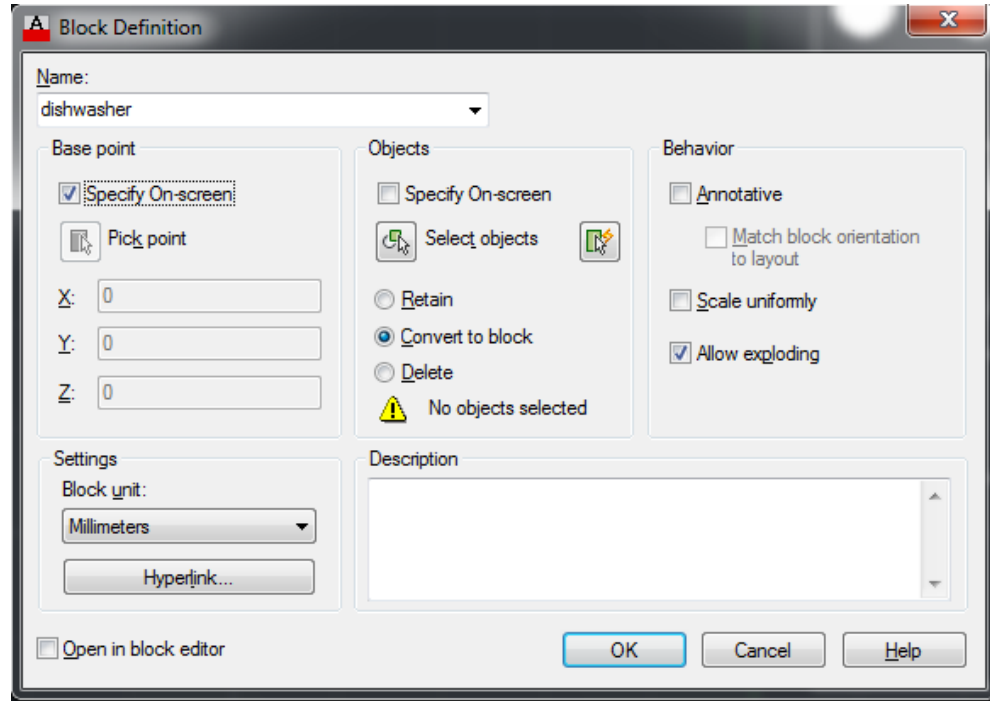 Block Definition
Name:
dishwasher
Base point
Specify On-screen
Pick point
X: 0
Y: 0
Z: 0
Objects
Specify On-screen
Select objects
Retain
Convert to block
Delete
No objects selected
Behavior
Annotative
Match block orientation
to layout
Scale uniformly
Allow exploding
Settings
Block unit:
Millimeters
Hyperlink...
Description
Open in block editor
OK
Cancel
Help